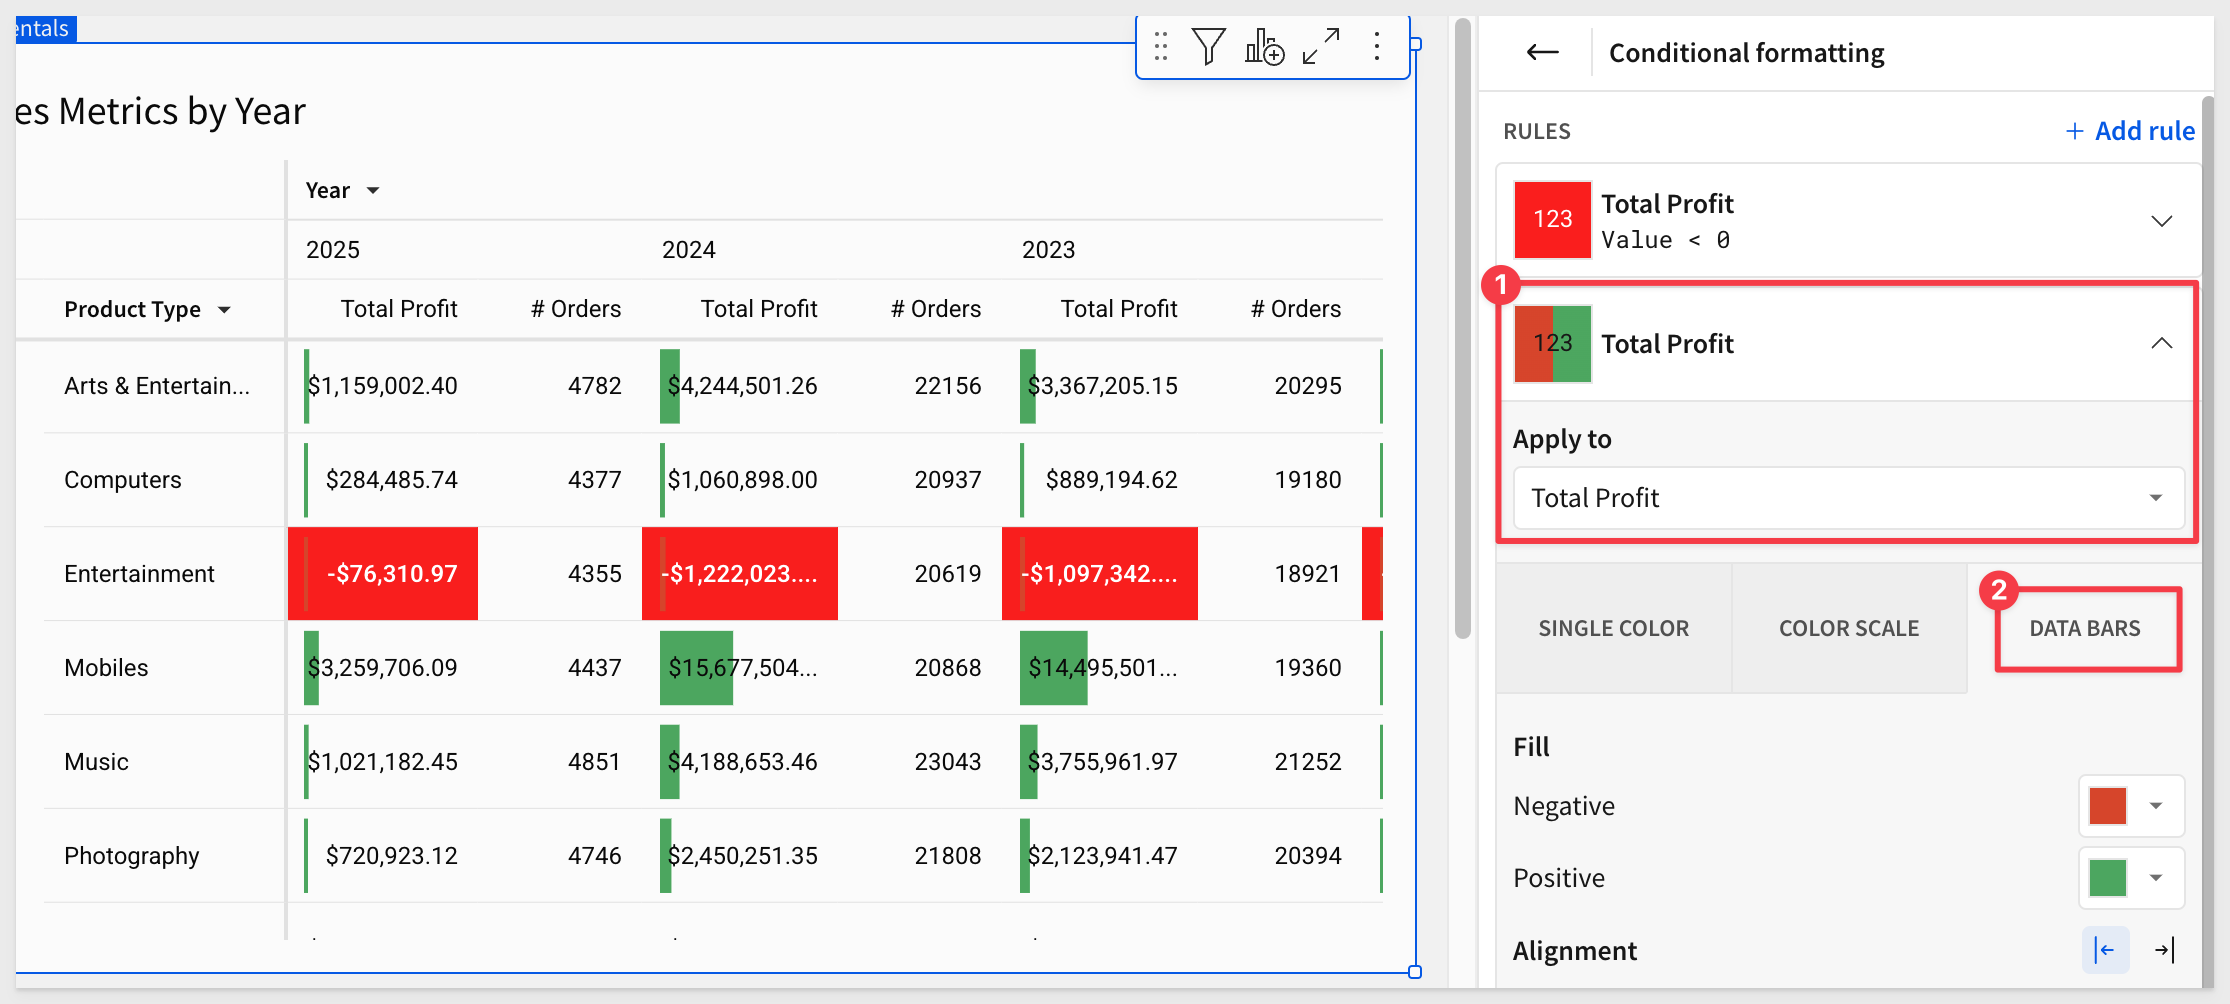 entals
es Metrics by Year
Year
2025 2024 2023
Product Type Total Profit # Orders Total Profit # Orders Total Profit # Orders
Arts & Entertain... $1,159,002.40 4782 $4,244,501.26 22156 $3,367,205.15 20295
Computers $284,485.74 4377 $1,060,898.00 20937 $889,194.62 19180
Entertainment -$76,310.97 4355 -$1,222,023.... 20619 -$1,097,342.... 18921
Mobiles $3,259,706.09 4437 $15,677,504... 20868 $14,495,501... 19360
Music $1,021,182.45 4851 $4,188,653.46 23043 $3,755,961.97 21252
Photography $720,923.12 4746 $2,450,251.35 21808 $2,123,941.47 20394
Conditional formatting
RULES + Add rule
123 Total Profit
Value < 0
1
123 Total Profit
Apply to
Total Profit
2
SINGLE COLOR COLOR SCALE DATA BARS
Fill
Negative
Positive
Alignment